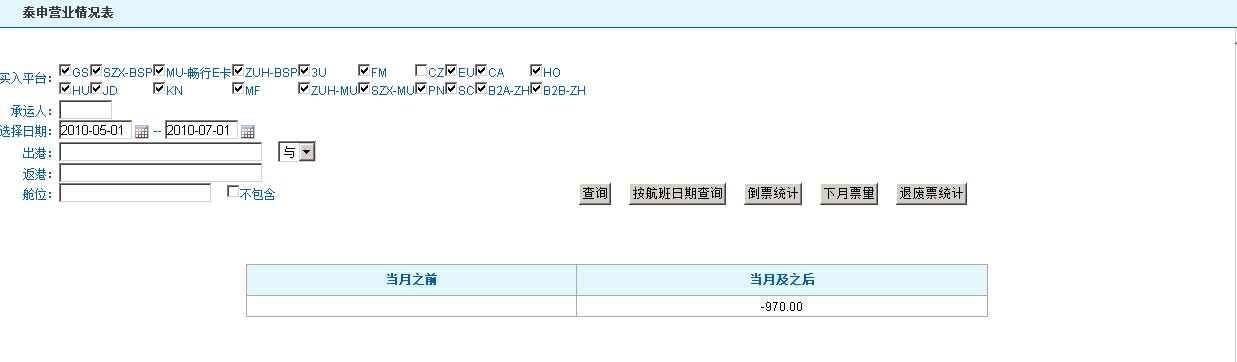 泰申营业情况表
买入平台: GS SZX-BSP MU-畅行E卡 ZUH-BSP 3U FM CZ EU CA HO
HU JD KN MF ZUH-MU SZX-MU PN SC B2A-ZH B2B-ZH
承运人:
选择日期: 2010-05-01 -- 2010-07-01
出港: 与
返港:
舱位: 不包含 查询 按航班日期查询 倒票统计 下月票量 退废票统计
当月之前 当月及之后
-970.00